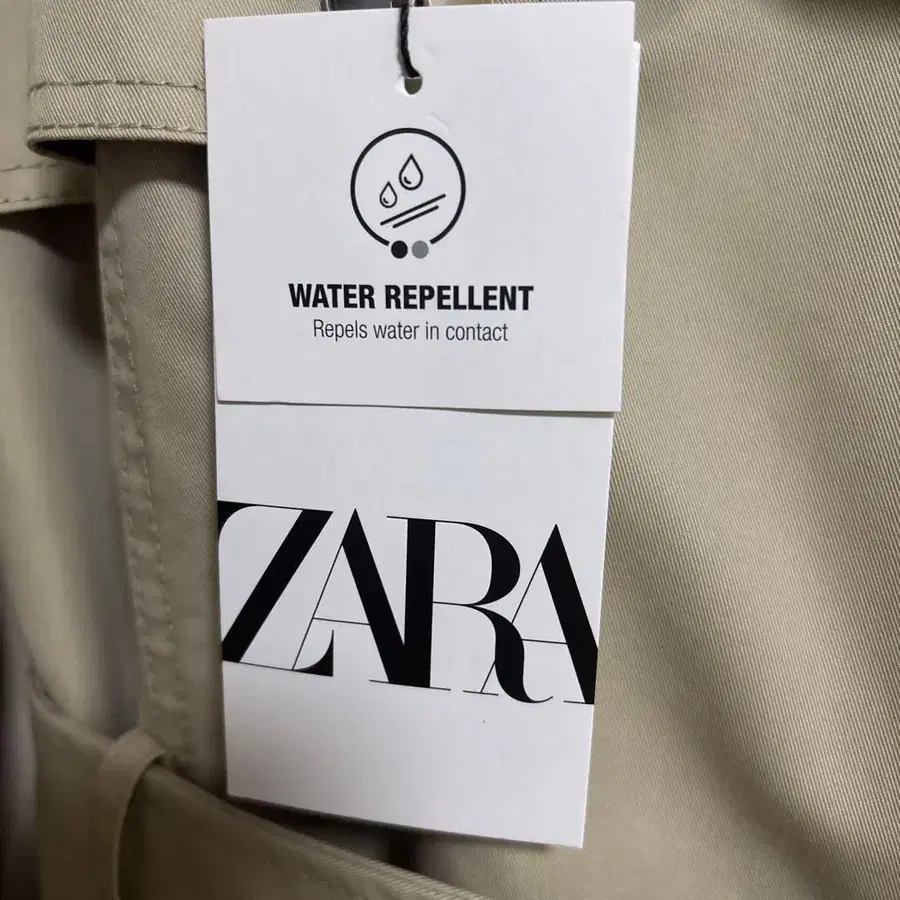 WATER REPELLENT
Repels water in contact
ZARA